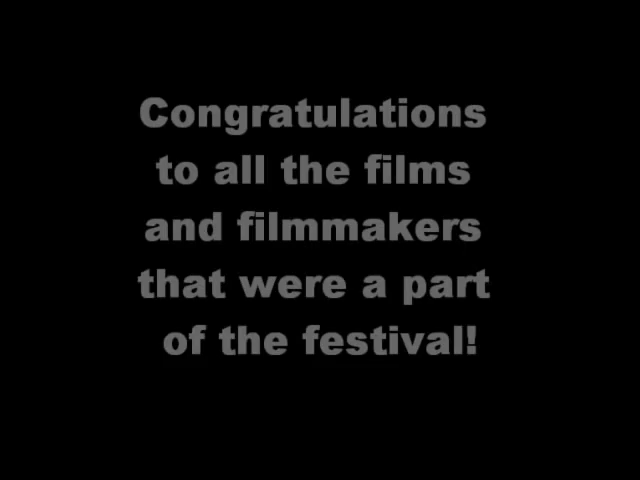 Congratulations
to all the films
and filmmakers
that were a part
of the festival!